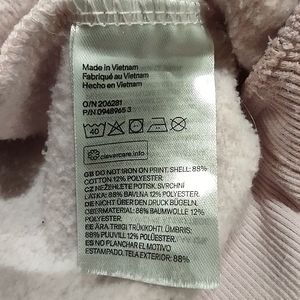 Made in Vietnam
Fabriqué au Vietnam
Hecho en Vietnam
O/N 206281
P/N 0948965 3
40
clevercare.info
GB DO NOT IRON ON PRINT, SHELL: 88%
COTTON 12% POLYESTER.
CZ NEŽEHLETE POTISK, SVRCHNÍ
LÁTKA: 88% BAVLNA 12% POLYESTER.
DE NICHT ÜBER DEN DRUCK BÜGELN,
OBERMATERIAL: 88% BAUMWOLLE 12%
POLYESTER.
EE ÄRA TRIIGI TRÜKKOHTI, ÜMBRIS:
88% PUUVILL 12% POLÜESTER.
ES NO PLANCHAR EL MOTIVO
ESTAMPADO, TELA EXTERIOR: 88%